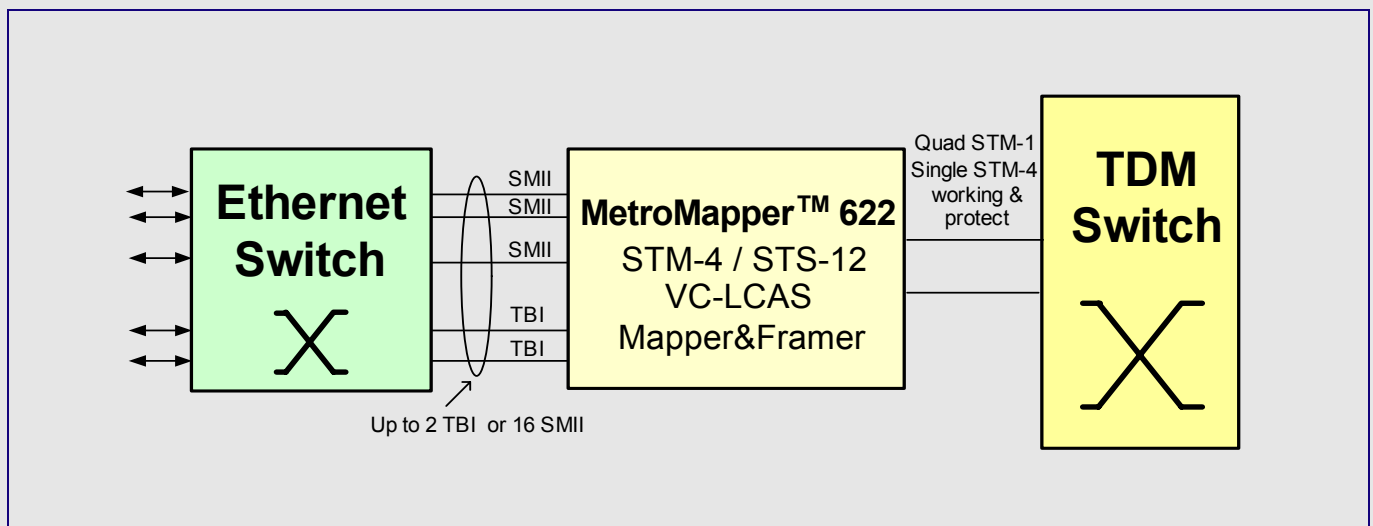 Ethernet
Switch
SMII
SMII
SMII
TBI
TBI
Up to 2 TBI or 16 SMII
MetroMapper™ 622
STM-4 / STS-12
VC-LCAS
Mapper&Framer
Quad STM-1
Single STM-4
working &
protect
TDM
Switch